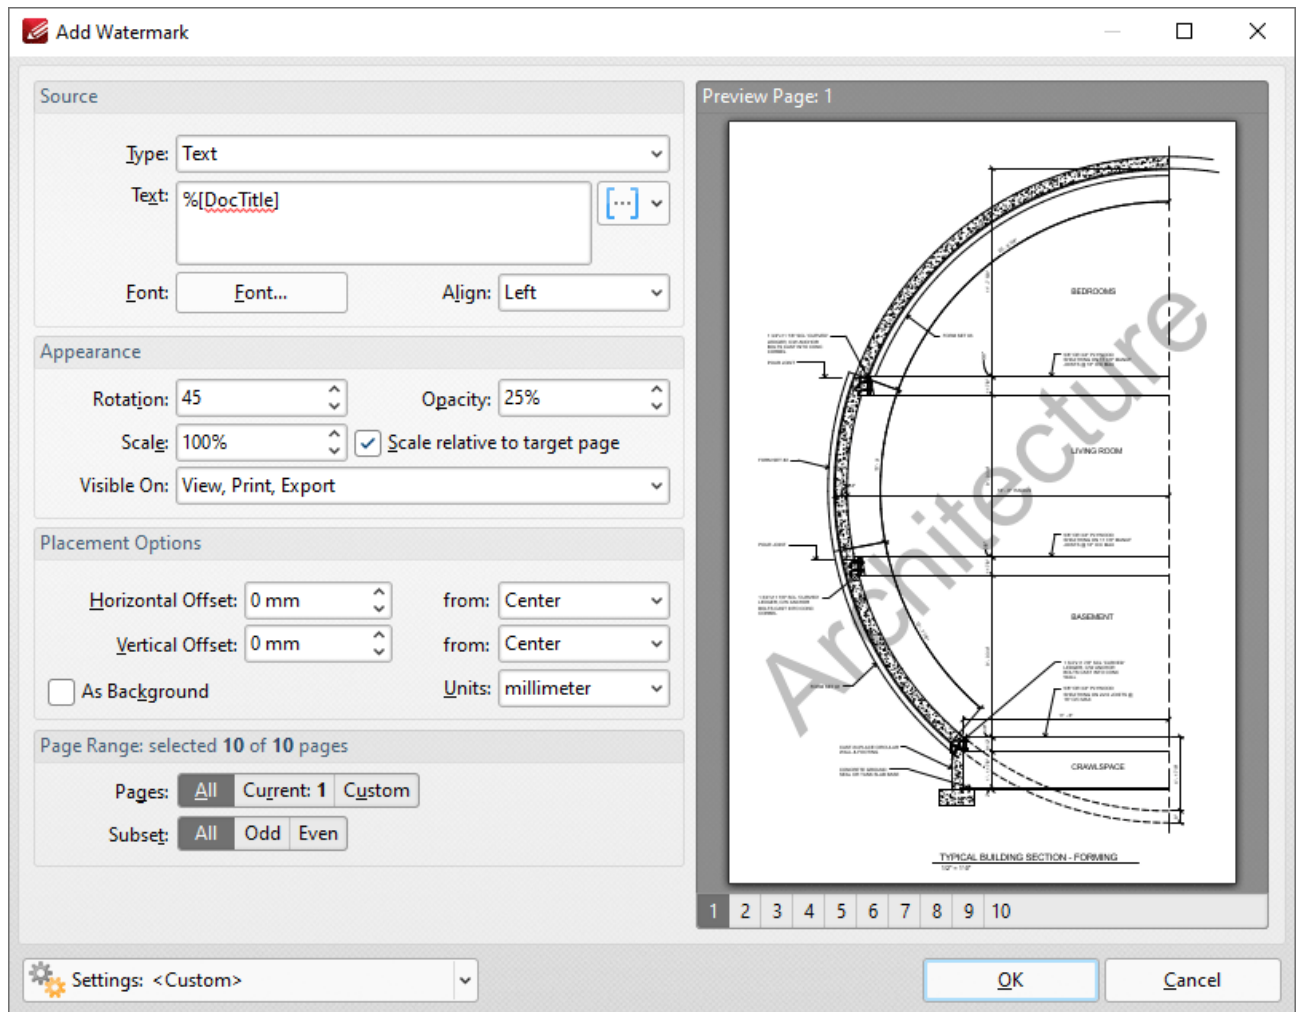 Add Watermark
Source
Type: Text
Text: %[DocTitle]
Font: Font... Align: Left
Appearance
Rotation: 45 Opacity: 25%
Scale: 100% Scale relative to target page
Visible On: View, Print, Export
Placement Options
Horizontal Offset: 0 mm from: Center
Vertical Offset: 0 mm from: Center
As Background Units: millimeter
Page Range: selected 10 of 10 pages
Pages: All Current: 1 Custom
Subset: All Odd Even
Preview Page: 1
BEDROOMS
LIVING ROOM
BASEMENT
CRAWLSPACE
Architecture
TYPICAL BUILDING SECTION - FORMING
1 2 3 4 5 6 7 8 9 10
Settings: <Custom>
OK Cancel